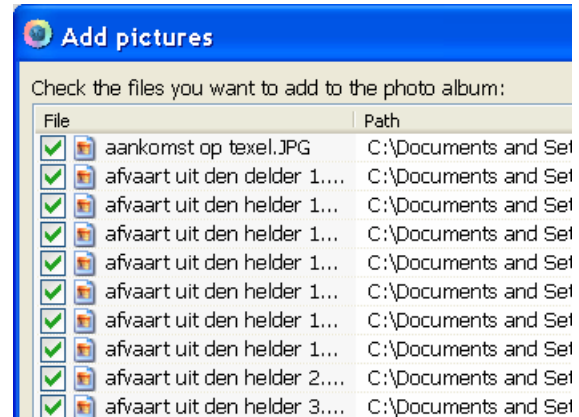 Add pictures
Check the files you want to add to the photo album:
File Path
aankomst op texel.JPG C:\Documents and Set
afvaart uit den delder 1.... C:\Documents and Set
afvaart uit den helder 1... C:\Documents and Set
afvaart uit den helder 1... C:\Documents and Set
afvaart uit den helder 1... C:\Documents and Set
afvaart uit den helder 1... C:\Documents and Set
afvaart uit den helder 1... C:\Documents and Set
afvaart uit den helder 1... C:\Documents and Set
afvaart uit den helder 2.... C:\Documents and Set
afvaart uit den helder 3.... C:\Documents and Set